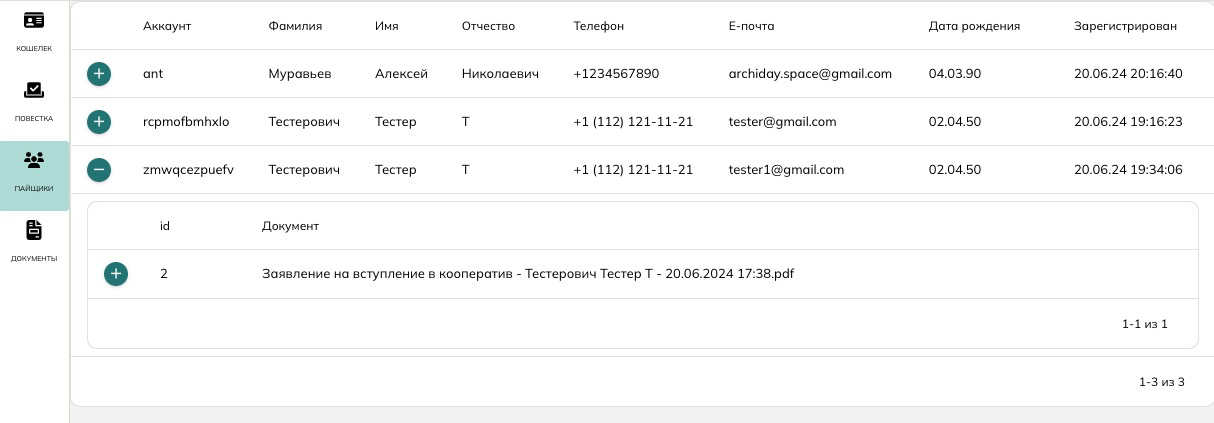 КОШЕЛЕК
ПОВЕСТКА
ПАЙЩИКИ
ДОКУМЕНТЫ
Аккаунт Фамилия Имя Отчество Телефон Е-почта Дата рождения Зарегистрирован
ant Муравьев Алексей Николаевич +1234567890 archiday.space@gmail.com 04.03.90 20.06.24 20:16:40
rcpmofbmhxlo Тестерович Тестер Т +1 (112) 121-11-21 tester@gmail.com 02.04.50 20.06.24 19:16:23
zmwqcezpuefv Тестерович Тестер Т +1 (112) 121-11-21 tester1@gmail.com 02.04.50 20.06.24 19:34:06
id Документ
2 Заявление на вступление в кооператив - Тестерович Тестер Т - 20.06.2024 17:38.pdf
1-1 из 1
1-3 из 3